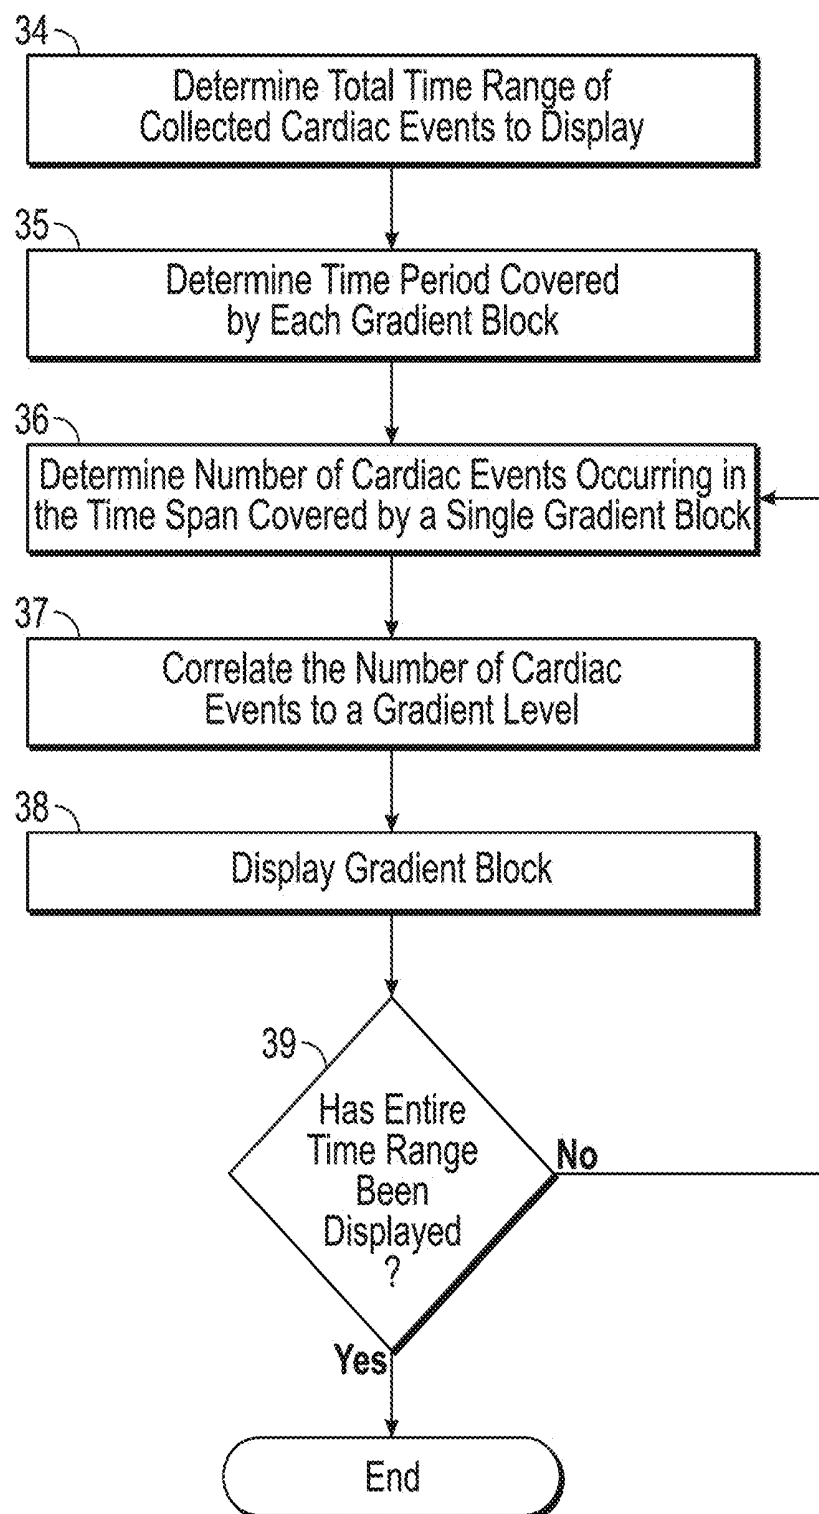 34
Determine Total Time Range of
Collected Cardiac Events to Display
35
Determine Time Period Covered
by Each Gradient Block
36
Determine Number of Cardiac Events Occurring in
the Time Span Covered by a Single Gradient Block
37
Correlate the Number of Cardiac
Events to a Gradient Level
38
Display Gradient Block
39
Has Entire
Time Range
Been
Displayed
?
No
Yes
End